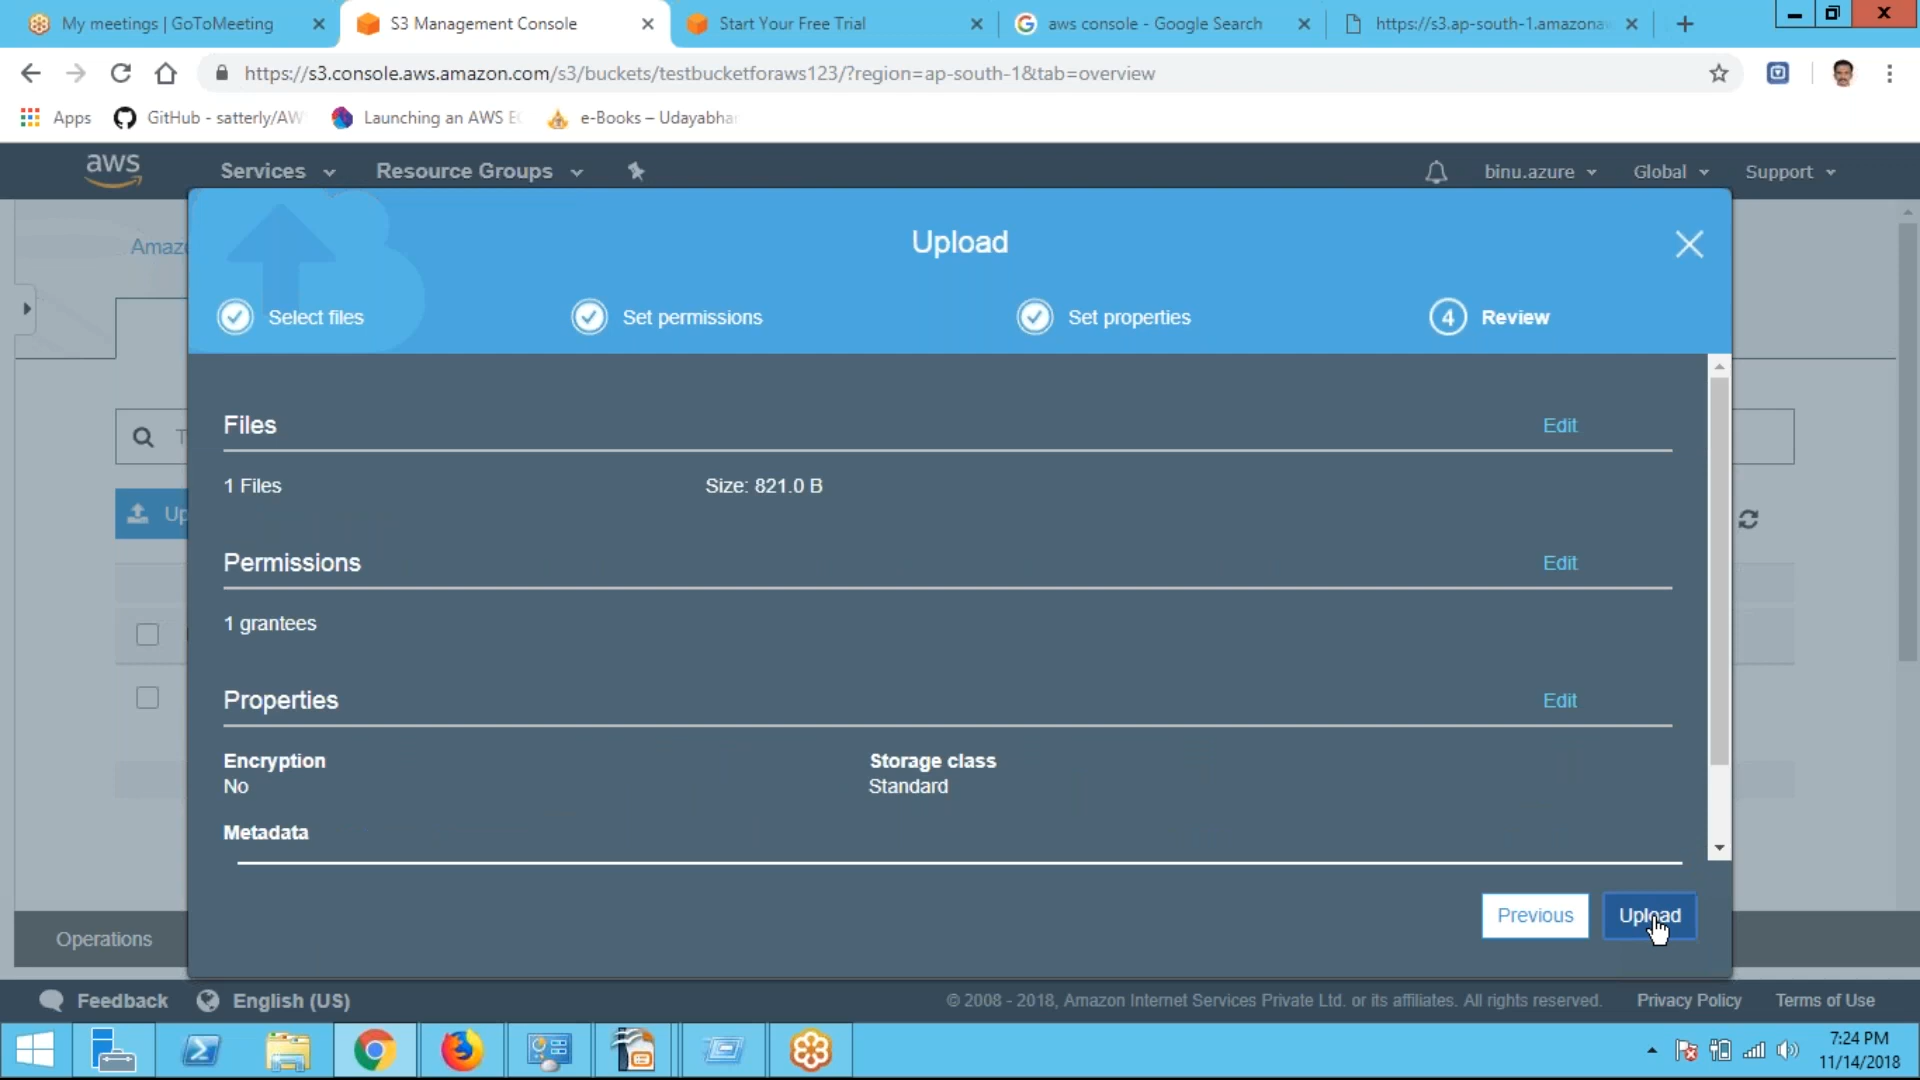 My meetings | GoToMeeting
S3 Management Console
Start Your Free Trial
aws console - Google Search
https://s3.ap-south-1.amazonaw
https://s3.console.aws.amazon.com/s3/buckets/testbucketforaws123/?region=ap-south-1&tab=overview
Apps
GitHub - satterly/AW
Launching an AWS EC
e-Books – Udayabha
aws
Services
Resource Groups
binu.azure
Global
Support
Amazo
Upload
Select files
Set permissions
Set properties
4 Review
Files
Edit
1 Files
Size: 821.0 B
Up
Permissions
Edit
1 grantees
Properties
Edit
Encryption
Storage class
No
Standard
Metadata
Previous
Upload
Operations
Feedback
English (US)
© 2008 - 2018, Amazon Internet Services Private Ltd. or its affiliates. All rights reserved.
Privacy Policy
Terms of Use
7:24 PM
11/14/2018